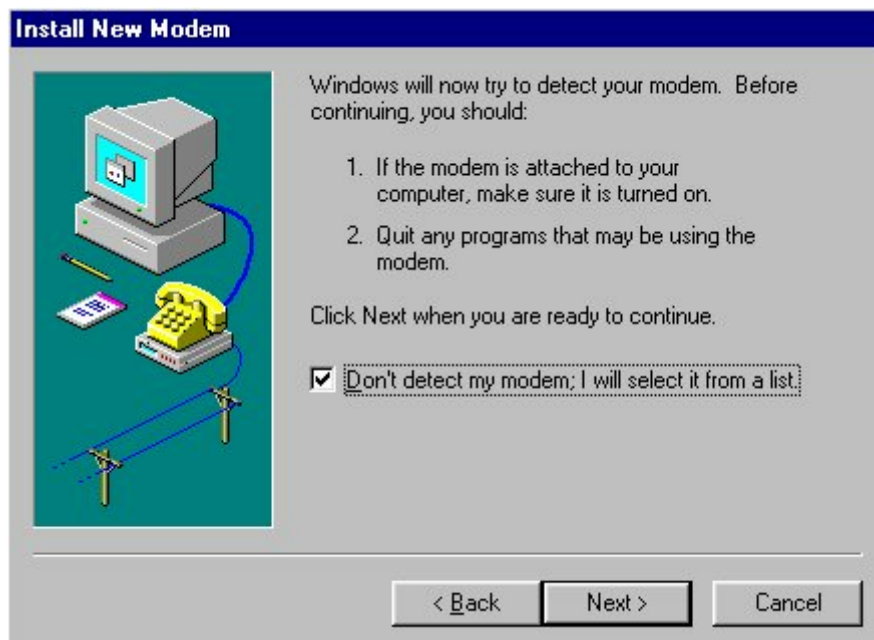 Install New Modem
Windows will now try to detect your modem.  Before
continuing, you should:
1. If the modem is attached to your
computer, make sure it is turned on.
2. Quit any programs that may be using the
modem.
Click Next when you are ready to continue.
Don't detect my modem; I will select it from a list.
< Back
Next >
Cancel